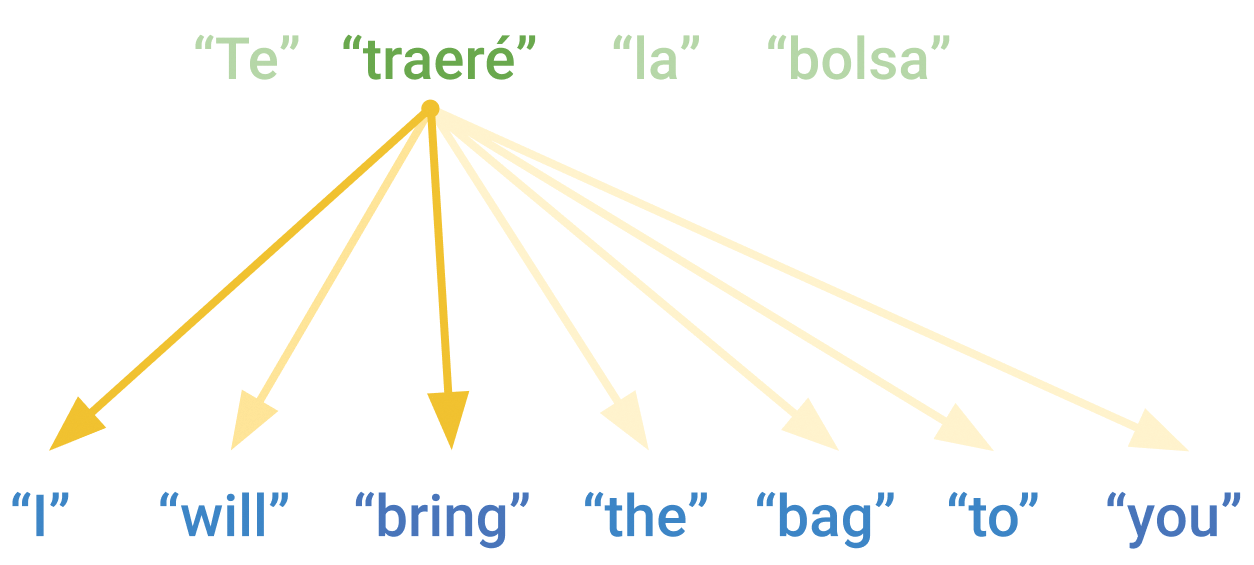 “Te” “traeré” “la” “bolsa”
“I” “will” “bring” “the” “bag” “to” “you”